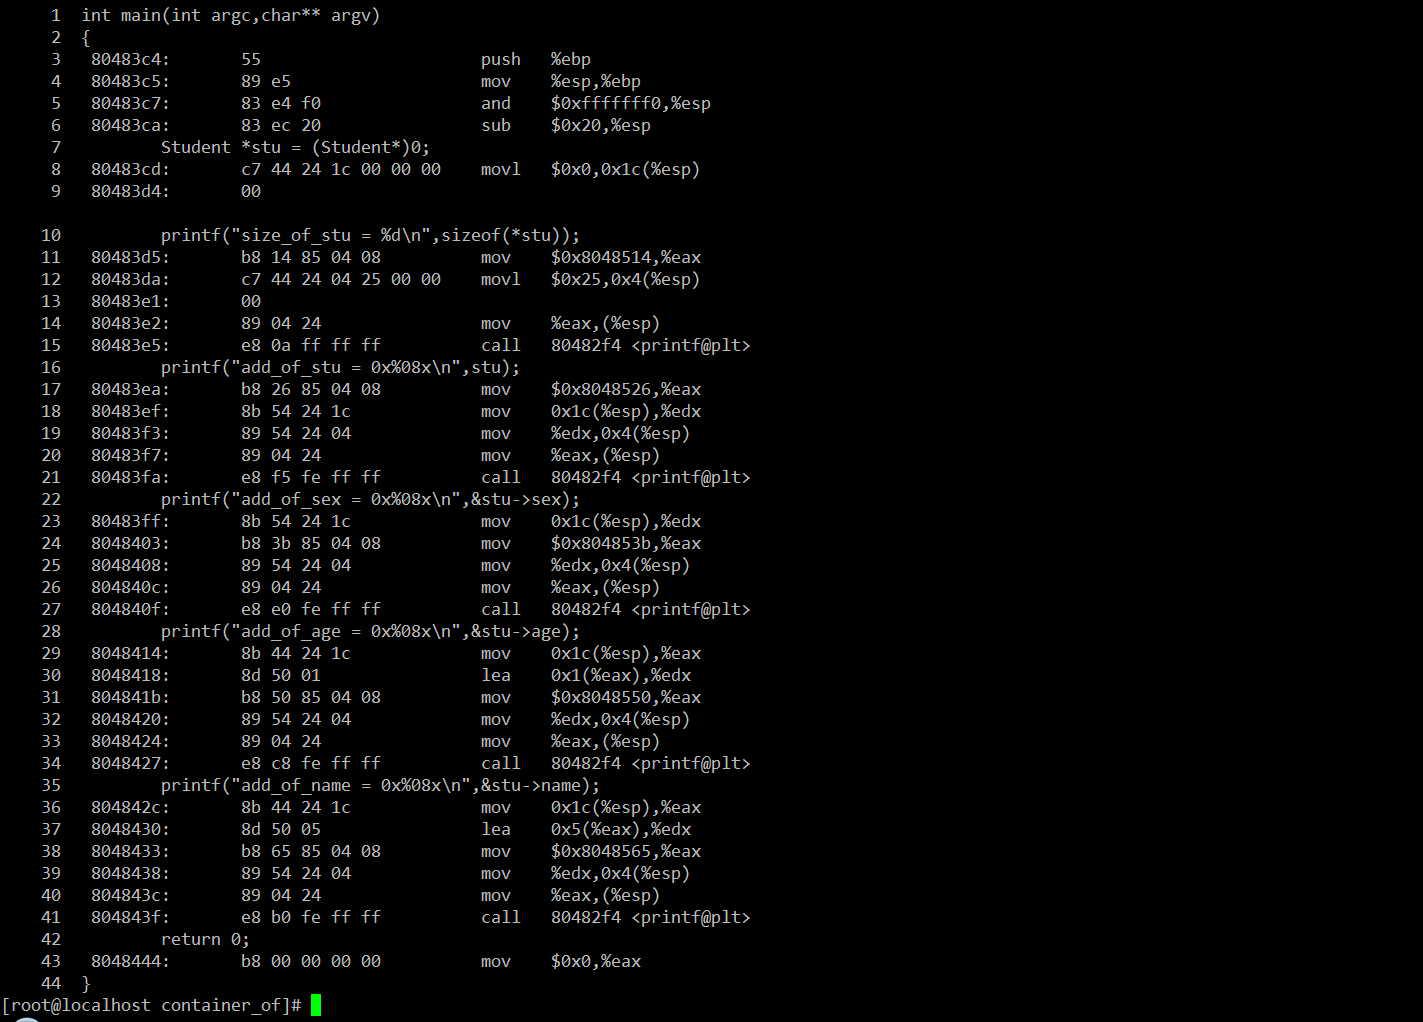 1  int main(int argc,char** argv)
2  {
3   80483c4:       55                      push   %ebp
4   80483c5:       89 e5                   mov    %esp,%ebp
5   80483c7:       83 e4 f0                and    $0xfffffff0,%esp
6   80483ca:       83 ec 20                sub    $0x20,%esp
7          Student *stu = (Student*)0;
8   80483cd:       c7 44 24 1c 00 00 00    movl   $0x0,0x1c(%esp)
9   80483d4:       00
10          printf("size_of_stu = %d\n",sizeof(*stu));
11   80483d5:       b8 14 85 04 08          mov    $0x8048514,%eax
12   80483da:       c7 44 24 04 25 00 00    movl   $0x25,0x4(%esp)
13   80483e1:       00
14   80483e2:       89 04 24                mov    %eax,(%esp)
15   80483e5:       e8 0a ff ff ff          call   80482f4 <printf@plt>
16          printf("add_of_stu = 0x%08x\n",stu);
17   80483ea:       b8 26 85 04 08          mov    $0x8048526,%eax
18   80483ef:       8b 54 24 1c             mov    0x1c(%esp),%edx
19   80483f3:       89 54 24 04             mov    %edx,0x4(%esp)
20   80483f7:       89 04 24                mov    %eax,(%esp)
21   80483fa:       e8 f5 fe ff ff          call   80482f4 <printf@plt>
22          printf("add_of_sex = 0x%08x\n",&stu->sex);
23   80483ff:       8b 54 24 1c             mov    0x1c(%esp),%edx
24   8048403:       b8 3b 85 04 08          mov    $0x804853b,%eax
25   8048408:       89 54 24 04             mov    %edx,0x4(%esp)
26   804840c:       89 04 24                mov    %eax,(%esp)
27   804840f:       e8 e0 fe ff ff          call   80482f4 <printf@plt>
28          printf("add_of_age = 0x%08x\n",&stu->age);
29   8048414:       8b 44 24 1c             mov    0x1c(%esp),%eax
30   8048418:       8d 50 01                lea    0x1(%eax),%edx
31   804841b:       b8 50 85 04 08          mov    $0x8048550,%eax
32   8048420:       89 54 24 04             mov    %edx,0x4(%esp)
33   8048424:       89 04 24                mov    %eax,(%esp)
34   8048427:       e8 c8 fe ff ff          call   80482f4 <printf@plt>
35          printf("add_of_name = 0x%08x\n",&stu->name);
36   804842c:       8b 44 24 1c             mov    0x1c(%esp),%eax
37   8048430:       8d 50 05                lea    0x5(%eax),%edx
38   8048433:       b8 65 85 04 08          mov    $0x8048565,%eax
39   8048438:       89 54 24 04             mov    %edx,0x4(%esp)
40   804843c:       89 04 24                mov    %eax,(%esp)
41   804843f:       e8 b0 fe ff ff          call   80482f4 <printf@plt>
42          return 0;
43   8048444:       b8 00 00 00 00          mov    $0x0,%eax
44  }
[root@localhost container_of]#